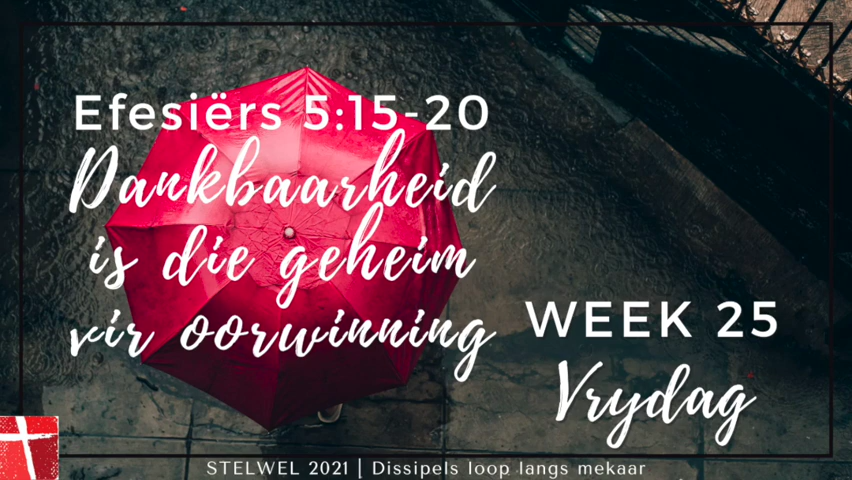 Efesiërs 5:15-20
Dankbaarheid
is die geheim
vir oorwinning
WEEK 25
Vrydag
STELWEL 2021 | Dissipels loop langs mekaar